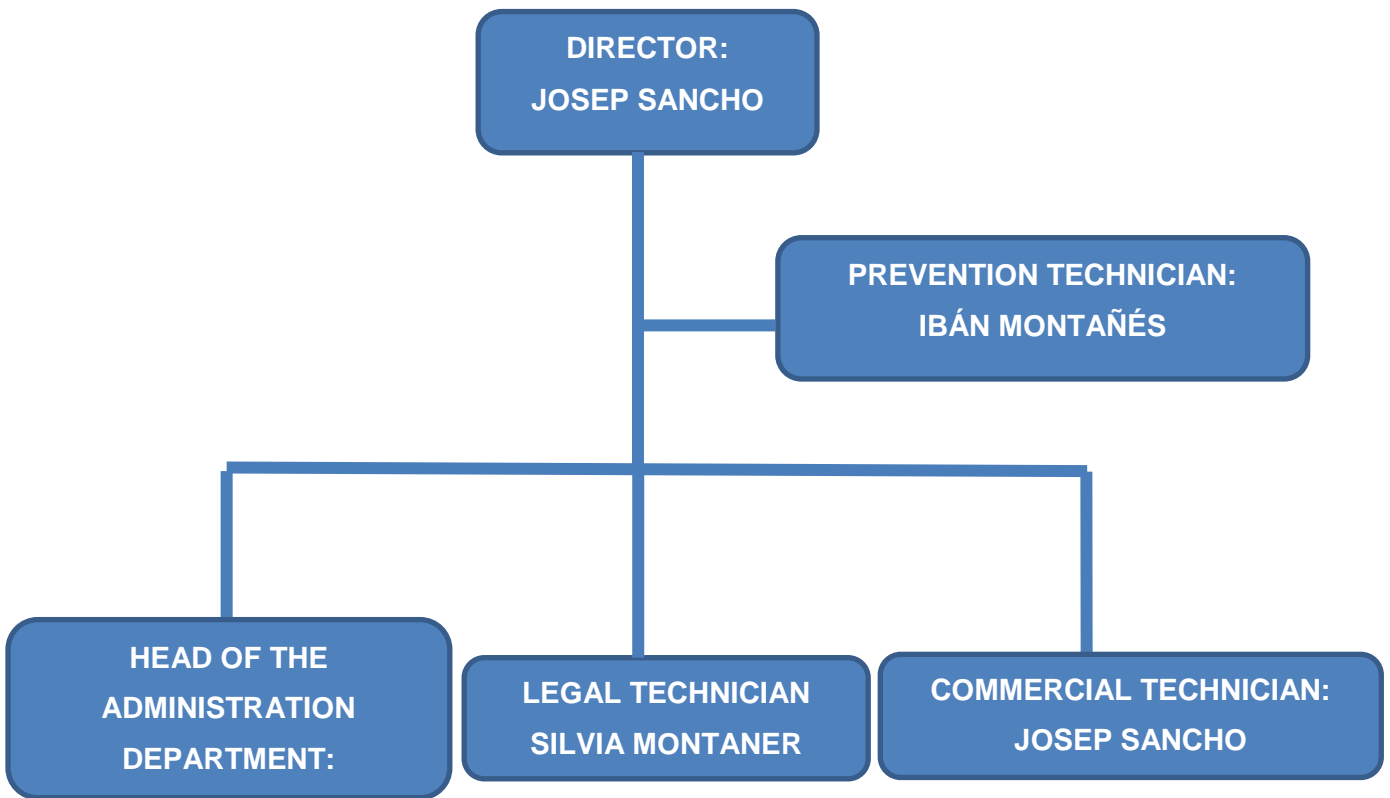 DIRECTOR:
JOSEP SANCHO
PREVENTION TECHNICIAN:
IBÁN MONTAÑÉS
HEAD OF THE
ADMINISTRATION
DEPARTMENT:
LEGAL TECHNICIAN
SILVIA MONTANER
COMMERCIAL TECHNICIAN:
JOSEP SANCHO